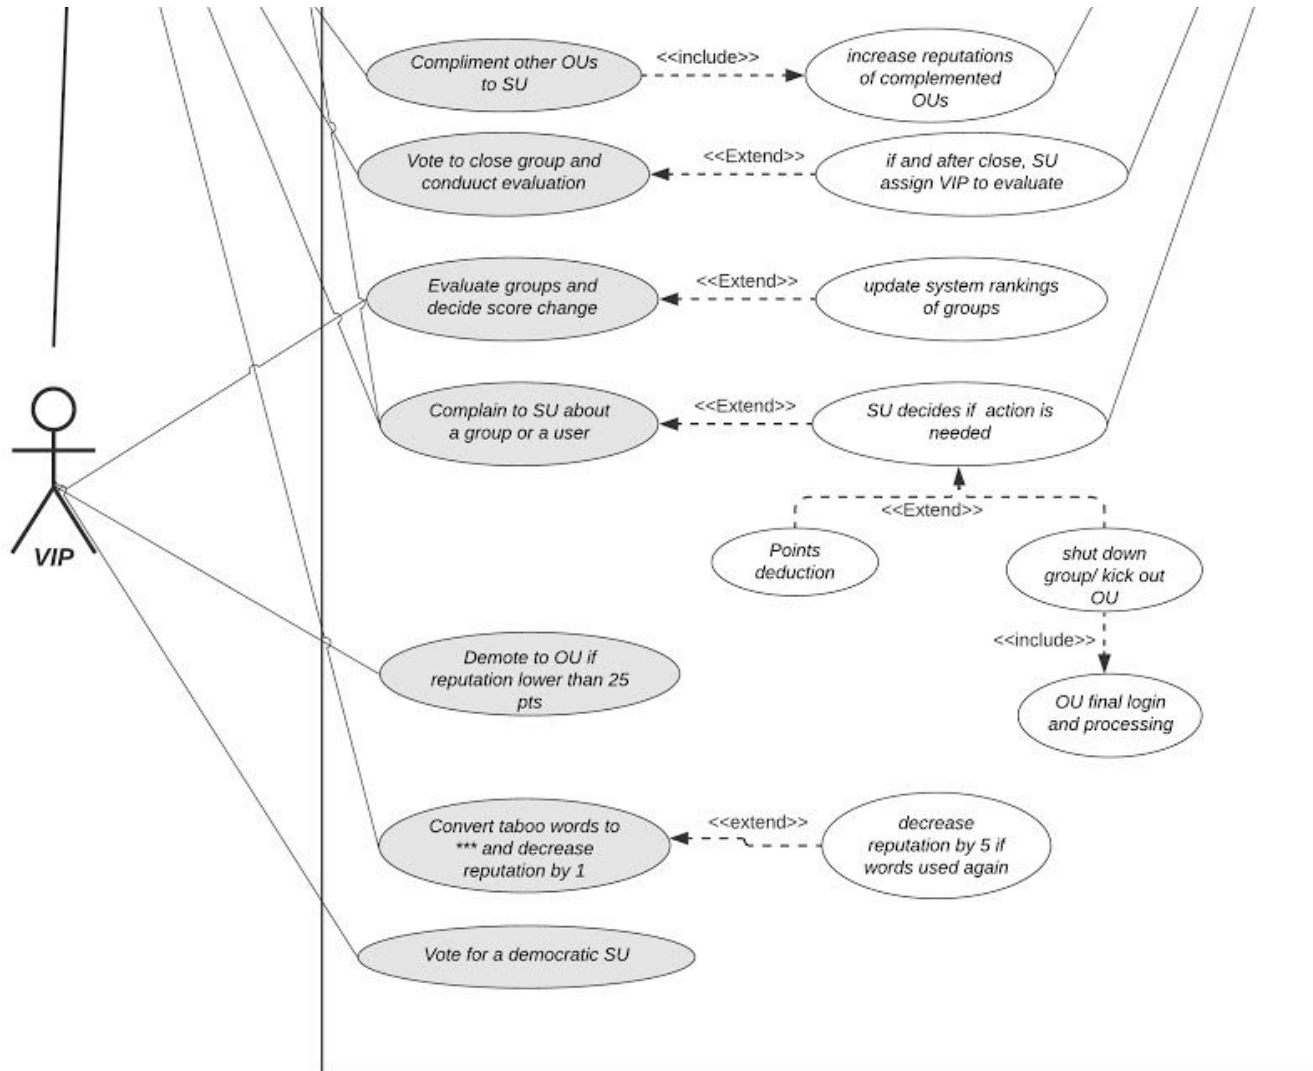 Compliment other OUs
to SU
<<include>>
increase reputations
of complemented
OUs
Vote to close group and
conduuct evaluation
<<Extend>>
if and after close, SU
assign VIP to evaluate
Evaluate groups and
decide score change
<<Extend>>
update system rankings
of groups
Complain to SU about
a group or a user
<<Extend>>
SU decides if action is
needed
<<Extend>>
VIP
Points
deduction
shut down
group/ kick out
OU
<<include>>
Demote to OU if
reputation lower than 25
pts
OU final login
and processing
Convert taboo words to
*** and decrease
reputation by 1
<<extend>>
decrease
reputation by 5 if
words used again
Vote for a democratic SU